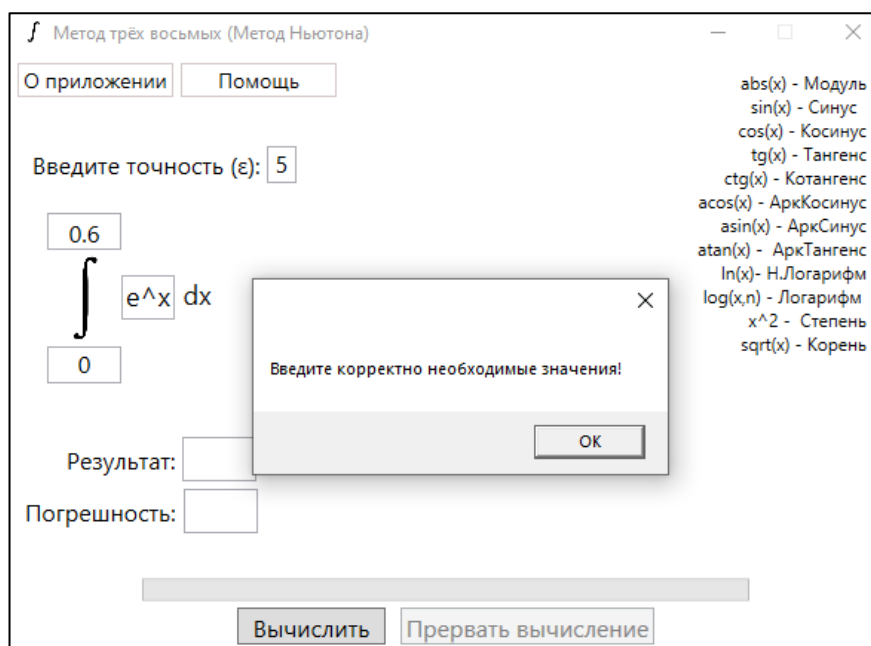 ∫ Метод трёх восьмых (Метод Ньютона)
О приложении Помощь
abs(x) - Модуль
sin(x) - Синус
cos(x) - Косинус
tg(x) - Тангенс
ctg(x) - Котангенс
acos(x) - АркКосинус
asin(x) - АркСинус
atan(x) - АркТангенс
ln(x)- Н.Логарифм
log(x,n) - Логарифм
x^2 - Степень
sqrt(x) - Корень
Введите точность (ε): 5
0.6
∫ e^x dx
0
Введите корректно необходимые значения!
ОК
Результат:
Погрешность:
Вычислить Прервать вычисление